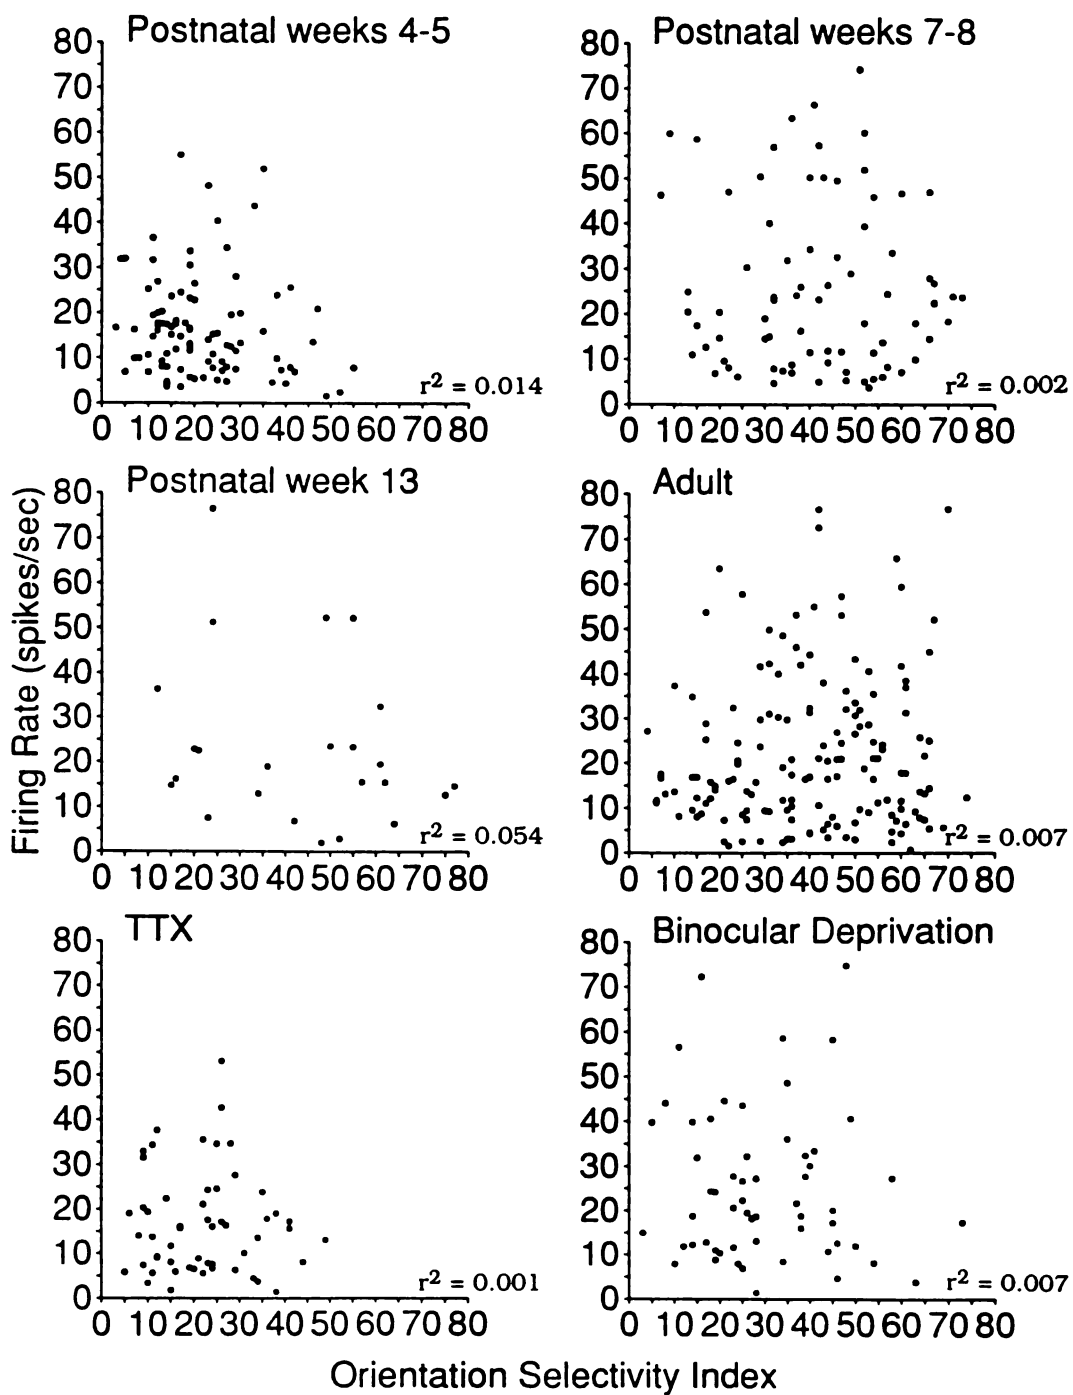 Postnatal weeks 4-5
80
70
60
50
40
30
20
10
0
r² = 0.014
0 10 20 30 40 50 60 70 80
Postnatal weeks 7-8
80
70
60
50
40
30
20
10
0
r² = 0.002
0 10 20 30 40 50 60 70 80
Firing Rate (spikes/sec)
Postnatal week 13
80
70
60
50
40
30
20
10
0
r² = 0.054
0 10 20 30 40 50 60 70 80
Adult
80
70
60
50
40
30
20
10
0
r² = 0.007
0 10 20 30 40 50 60 70 80
TTX
80
70
60
50
40
30
20
10
0
r² = 0.001
0 10 20 30 40 50 60 70 80
Binocular Deprivation
80
70
60
50
40
30
20
10
0
r² = 0.007
0 10 20 30 40 50 60 70 80
Orientation Selectivity Index